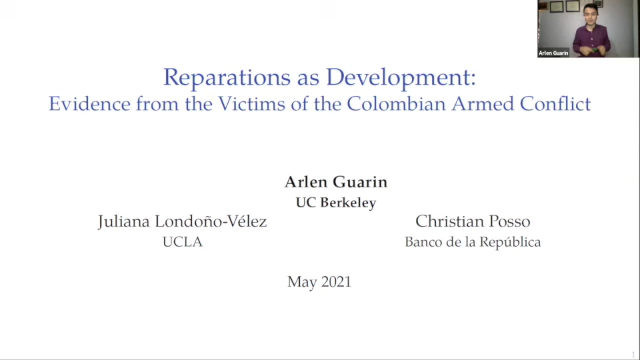 Arlen Guarin
Reparations as Development:
Evidence from the Victims of the Colombian Armed Conflict
Arlen Guarin
UC Berkeley
Juliana Londoño-Vélez
UCLA
Christian Posso
Banco de la República
May 2021
1